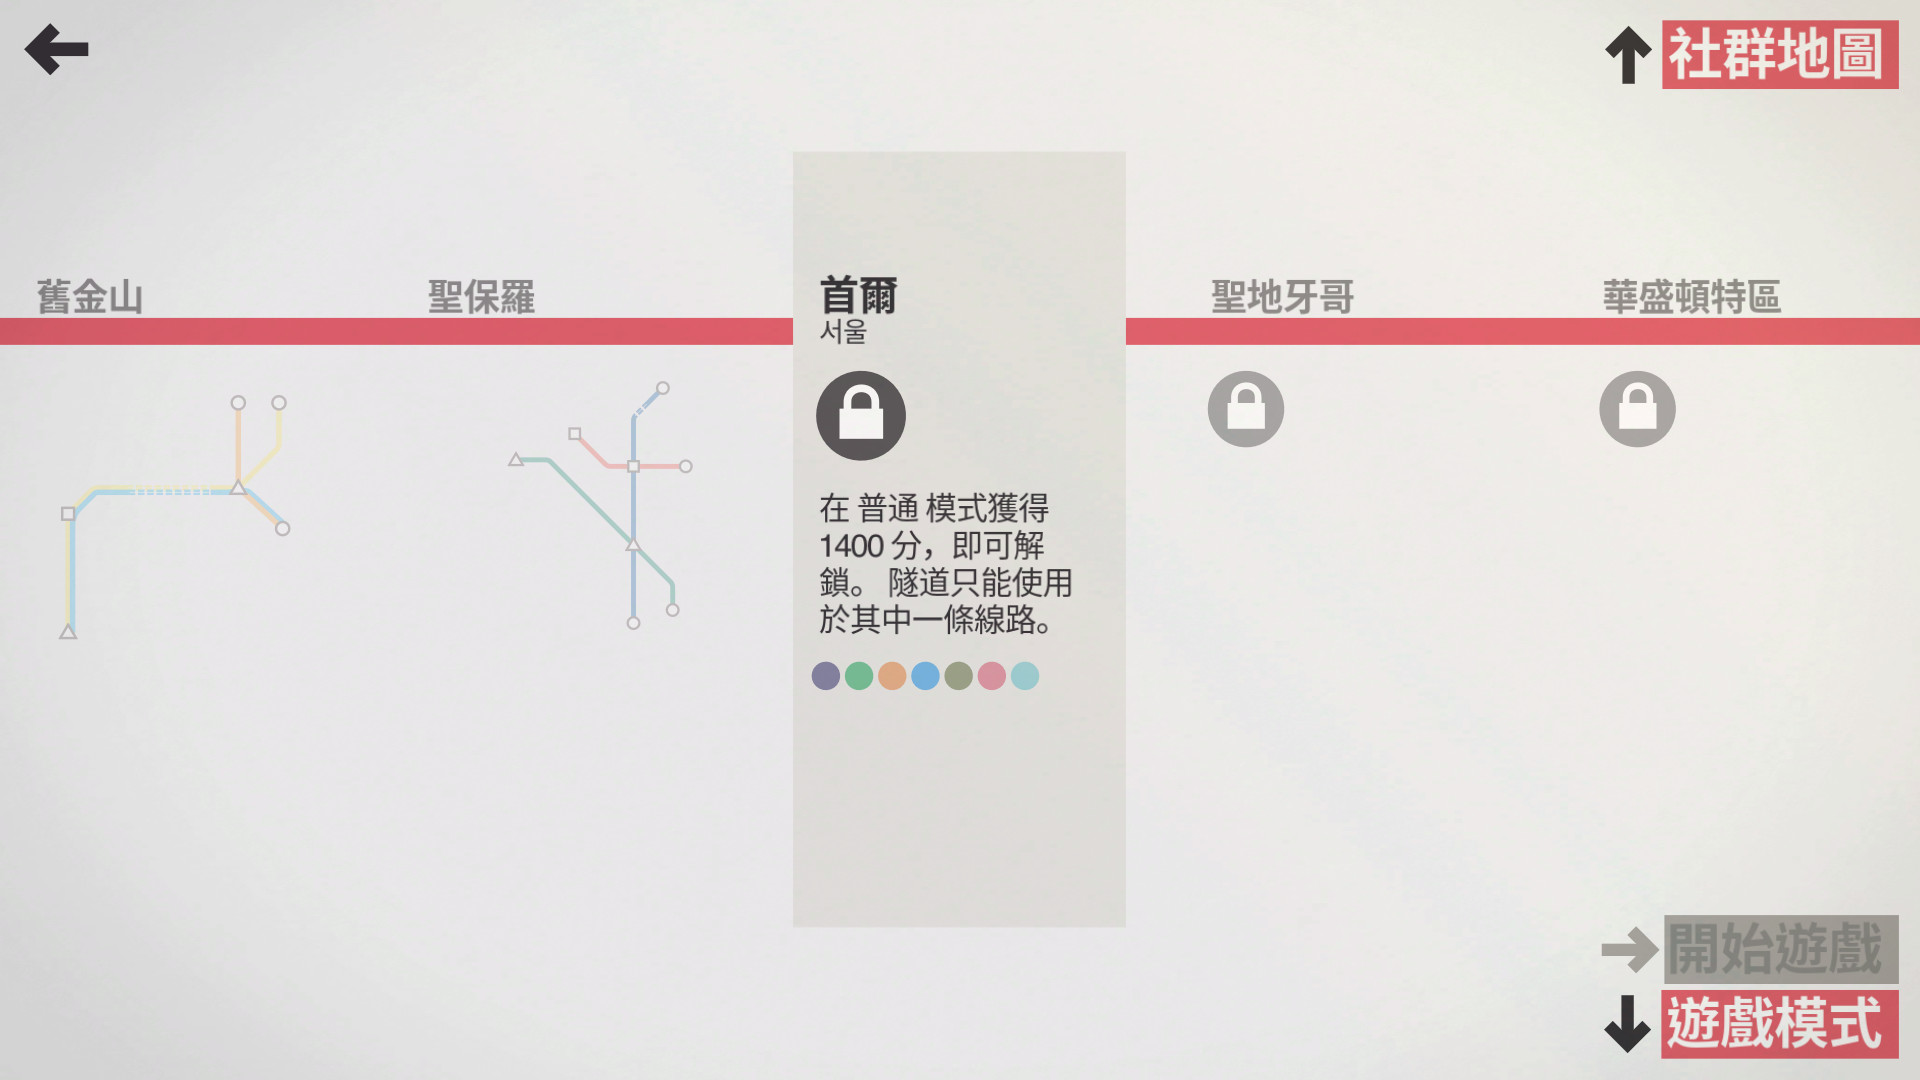 社群地圖
舊金山
聖保羅
首爾
서울
聖地牙哥
華盛頓特區
在 普通 模式獲得
1400 分，即可解
鎖。 隧道只能使用
於其中一條線路。
開始遊戲
遊戲模式